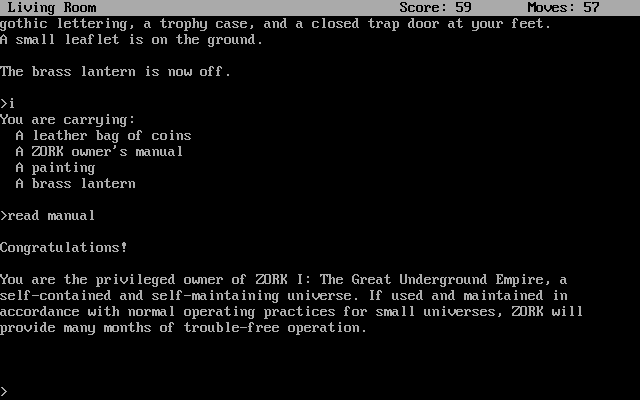 Living Room Score: 59 Moves: 57
gothic lettering, a trophy case, and a closed trap door at your feet.
A small leaflet is on the ground.
The brass lantern is now off.
>i
You are carrying:
A leather bag of coins
A ZORK owner's manual
A painting
A brass lantern
>read manual
Congratulations!
You are the privileged owner of ZORK I: The Great Underground Empire, a
self-contained and self-maintaining universe. If used and maintained in
accordance with normal operating practices for small universes, ZORK will
provide many months of trouble-free operation.
>